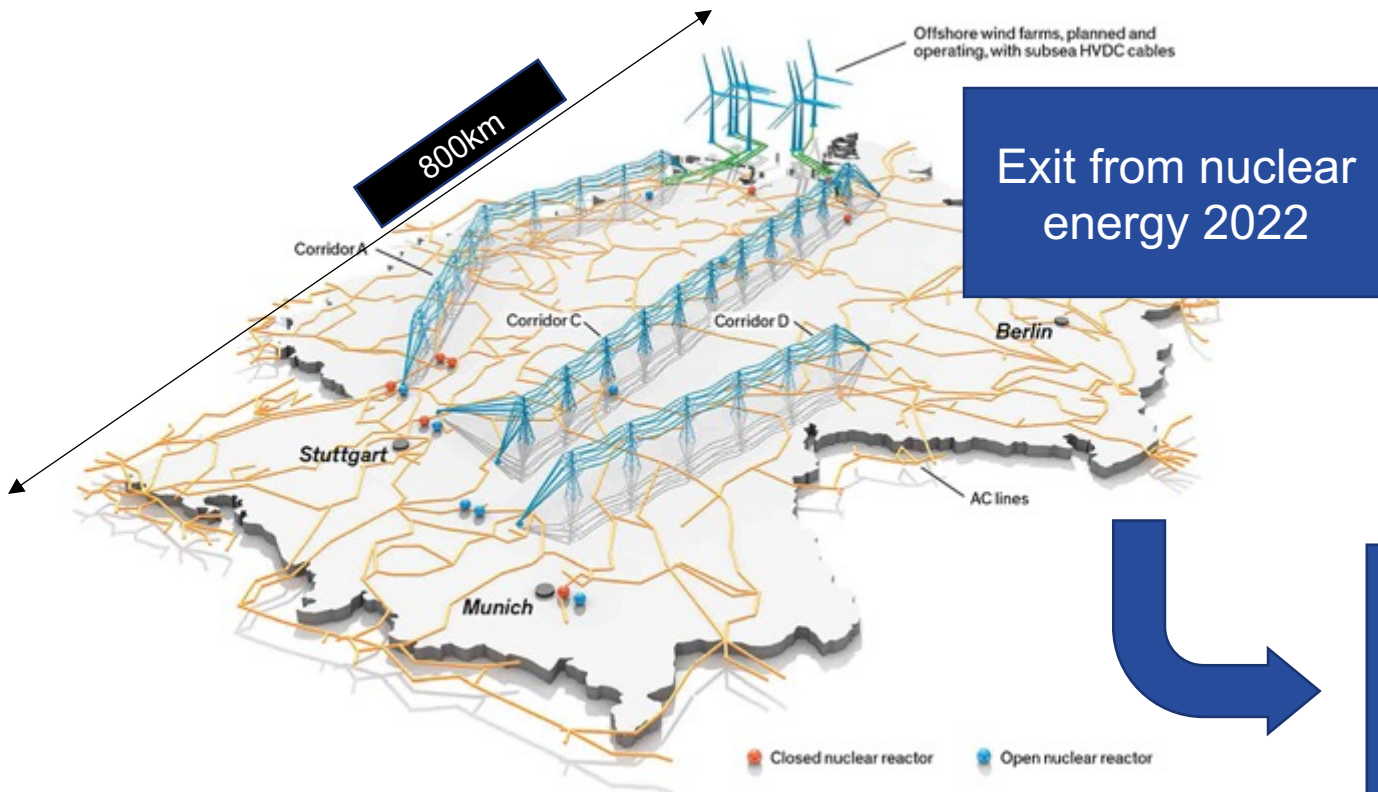 Offshore wind farms, planned and
operating, with subsea HVDC cables
800km
Exit from nuclear
energy 2022
Corridor A
Corridor C
Corridor D
Berlin
Stuttgart
AC lines
Munich
Closed nuclear reactor
Open nuclear reactor